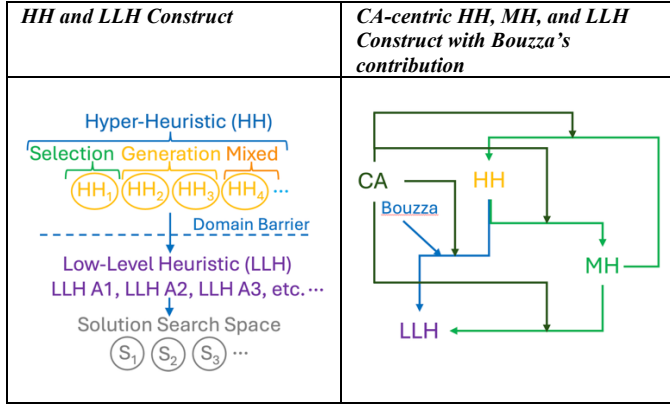 HH and LLH Construct
CA-centric HH, MH, and LLH
Construct with Bouzza's
contribution
Hyper-Heuristic (HH)
Selection Generation Mixed
HH1 HH2 HH3 HH4 ...
Domain Barrier
Low-Level Heuristic (LLH)
LLH A1, LLH A2, LLH A3, etc. ...
Solution Search Space
S1 S2 S3 ...
CA
HH
Bouzza
MH
LLH